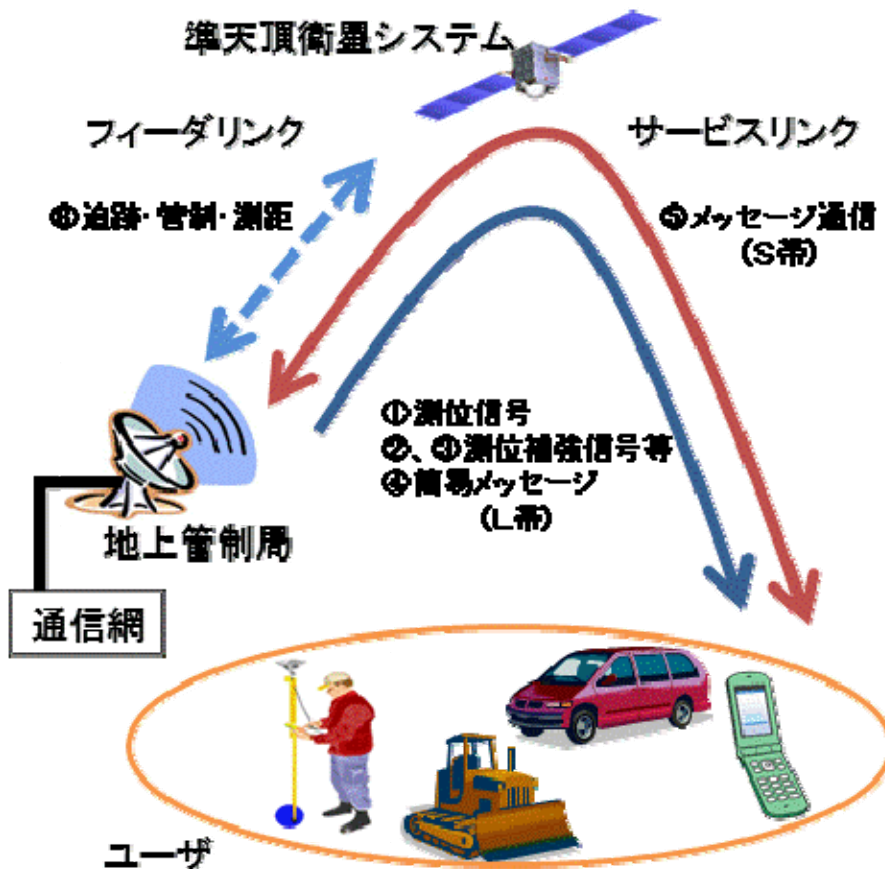 準天頂衛星システム
フィーダリンク
サービスリンク
⑥追跡・管制・測距
⑤メッセージ通信
(S帯)
①測位信号
②、③測位補強信号等
④簡易メッセージ
(L帯)
地上管制局
通信網
ユーザ